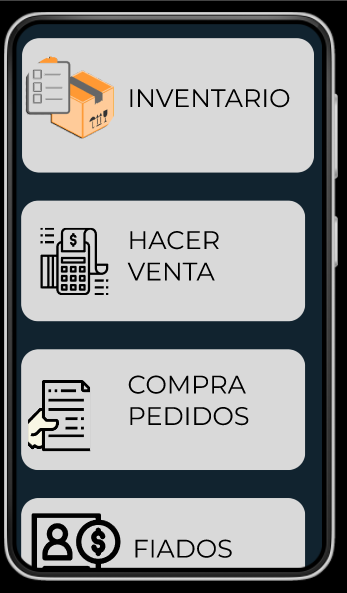 INVENTARIO
$
HACER
VENTA
COMPRA
PEDIDOS
$
FIADOS